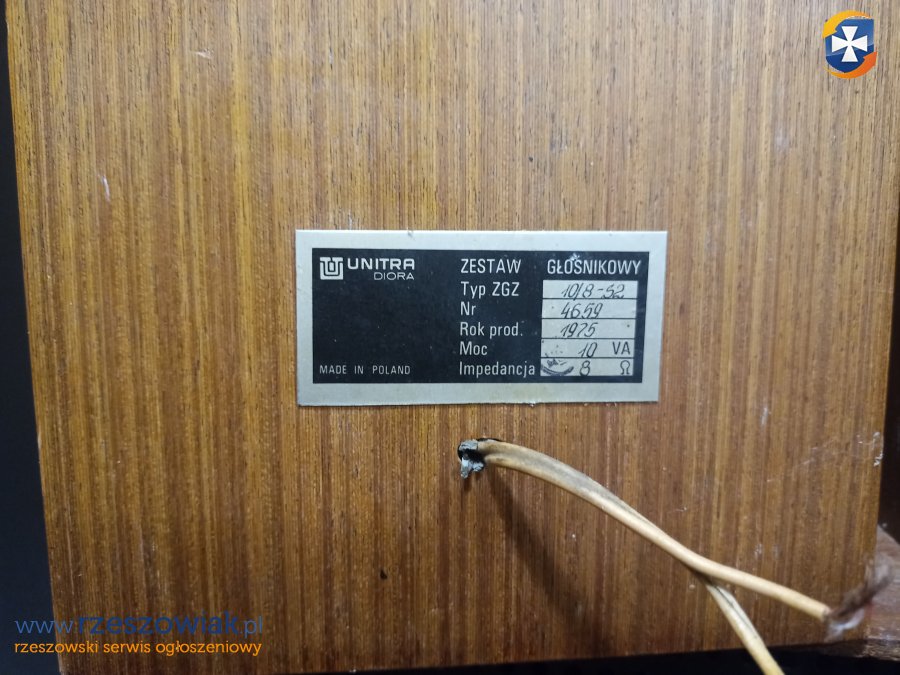 UNITRA
DIORA
ZESTAW GŁOŚNIKOWY
Typ ZGZ 10/8-S2
Nr 4659
Rok prod. 1975
Moc 10 VA
Impedancja 8 Ω
MADE IN POLAND
www.rzeszowiak.pl
rzeszowski serwis ogłoszeniowy